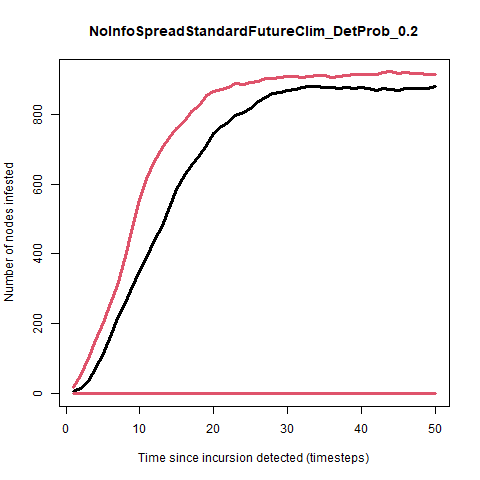 NoInfoSpreadStandardFutureClim_DetProb_0.2
Number of nodes infested
800
600
400
200
0
0 10 20 30 40 50
Time since incursion detected (timesteps)